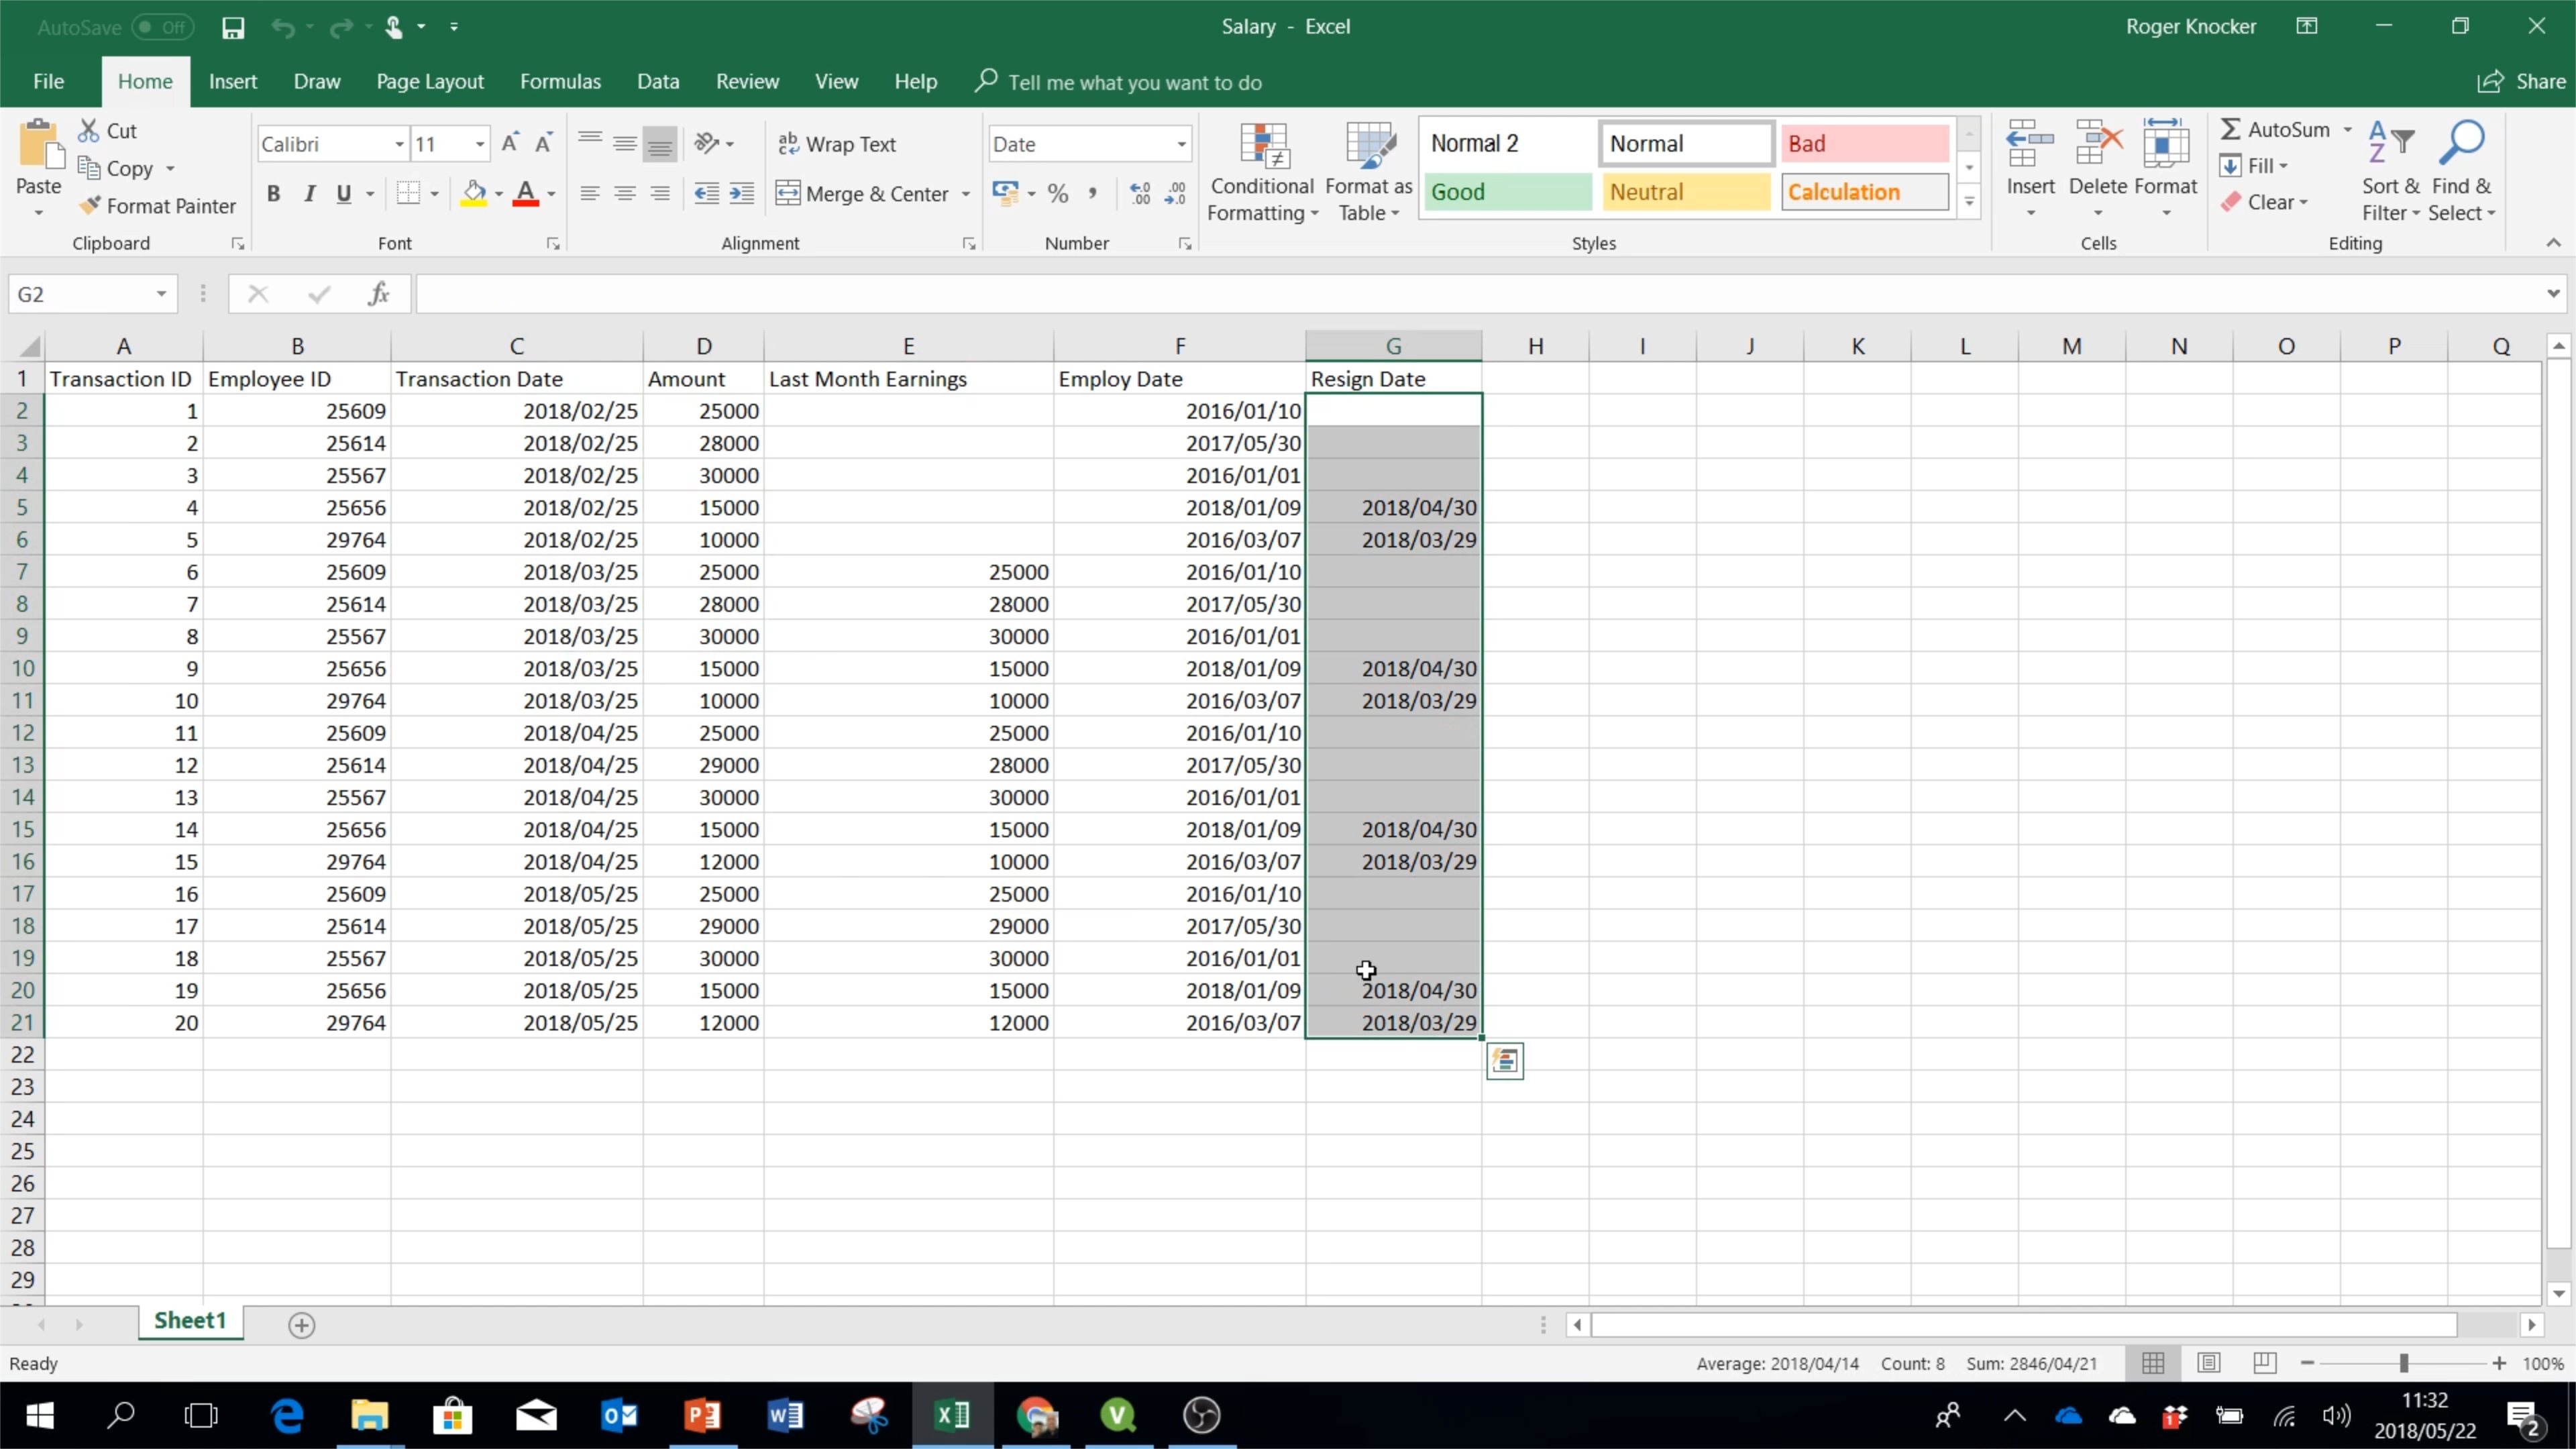 AutoSave Off Salary - Excel Roger Knocker
File Home Insert Draw Page Layout Formulas Data Review View Help Tell me what you want to do Share
Paste Cut Copy Format Painter Clipboard
Calibri 11 B I U A Font
Wrap Text Merge & Center Alignment
Date % , Number
Conditional Formatting Format as Table Normal 2 Normal Bad Good Neutral Calculation Styles
Insert Delete Format Cells
AutoSum Fill Clear Sort & Filter Find & Select Editing
G2 fx
A B C D E F G H I J K L M N O P Q
1 Transaction ID Employee ID Transaction Date Amount Last Month Earnings Employ Date Resign Date
2 1 25609 2018/02/25 25000 2016/01/10
3 2 25614 2018/02/25 28000 2017/05/30
4 3 25567 2018/02/25 30000 2016/01/01
5 4 25656 2018/02/25 15000 2018/01/09 2018/04/30
6 5 29764 2018/02/25 10000 2016/03/07 2018/03/29
7 6 25609 2018/03/25 25000 25000 2016/01/10
8 7 25614 2018/03/25 28000 28000 2017/05/30
9 8 25567 2018/03/25 30000 30000 2016/01/01
10 9 25656 2018/03/25 15000 15000 2018/01/09 2018/04/30
11 10 29764 2018/03/25 10000 10000 2016/03/07 2018/03/29
12 11 25609 2018/04/25 25000 25000 2016/01/10
13 12 25614 2018/04/25 29000 28000 2017/05/30
14 13 25567 2018/04/25 30000 30000 2016/01/01
15 14 25656 2018/04/25 15000 15000 2018/01/09 2018/04/30
16 15 29764 2018/04/25 12000 10000 2016/03/07 2018/03/29
17 16 25609 2018/05/25 25000 25000 2016/01/10
18 17 25614 2018/05/25 29000 29000 2017/05/30
19 18 25567 2018/05/25 30000 30000 2016/01/01
20 19 25656 2018/05/25 15000 15000 2018/01/09 2018/04/30
21 20 29764 2018/05/25 12000 12000 2016/03/07 2018/03/29
22
23
24
25
26
27
28
29
Sheet1
Ready Average: 2018/04/14 Count: 8 Sum: 2846/04/21 100%
11:32
2018/05/22 2